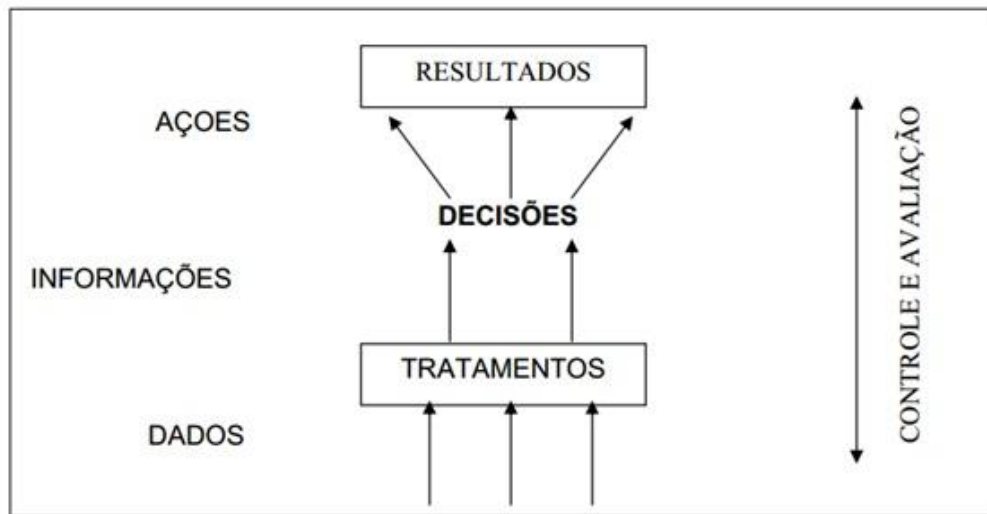 RESULTADOS
AÇOES
DECISÕES
INFORMAÇÕES
TRATAMENTOS
DADOS
CONTROLE E AVALIAÇÃO